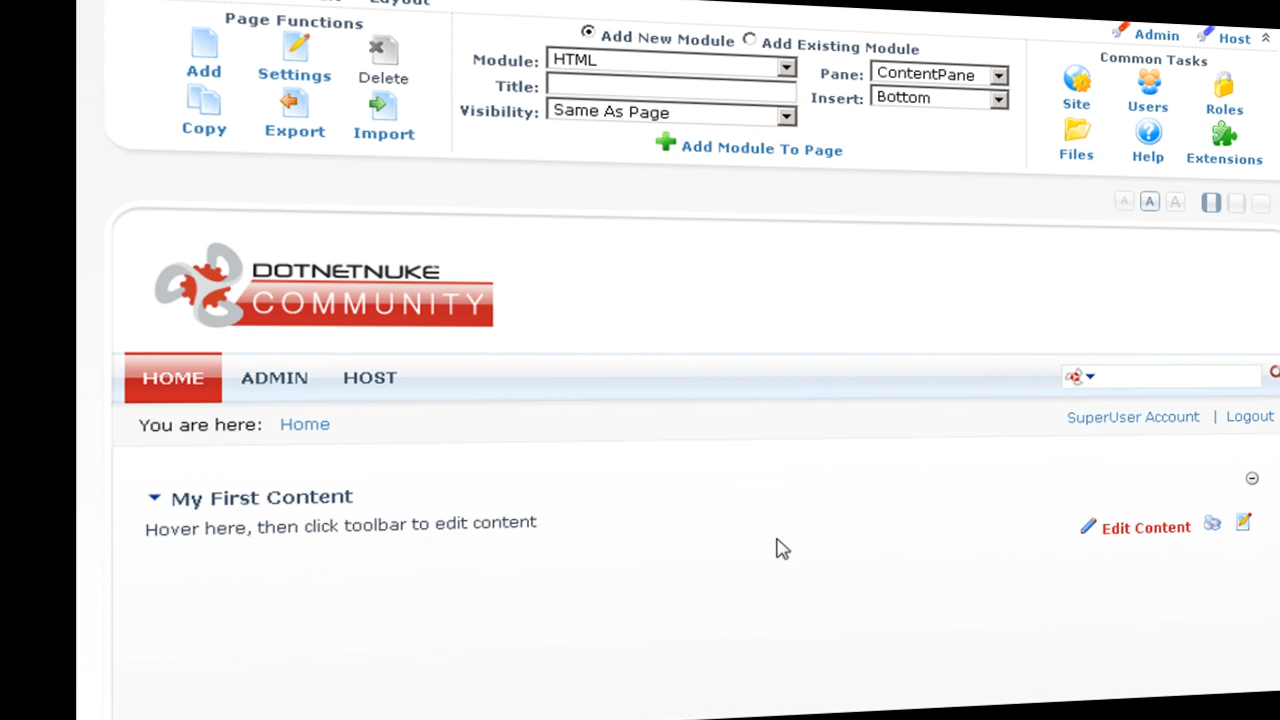 Page Functions
Add
Settings
Delete
Copy
Export
Import
Add New Module
Add Existing Module
Module: HTML
Title:
Visibility: Same As Page
Pane: ContentPane
Insert: Bottom
Add Module To Page
Admin
Host
Common Tasks
Site
Users
Roles
Files
Help
Extensions
A A A
DOTNETNUKE
COMMUNITY
HOME ADMIN HOST
You are here: Home
SuperUser Account | Logout
My First Content
Hover here, then click toolbar to edit content
Edit Content